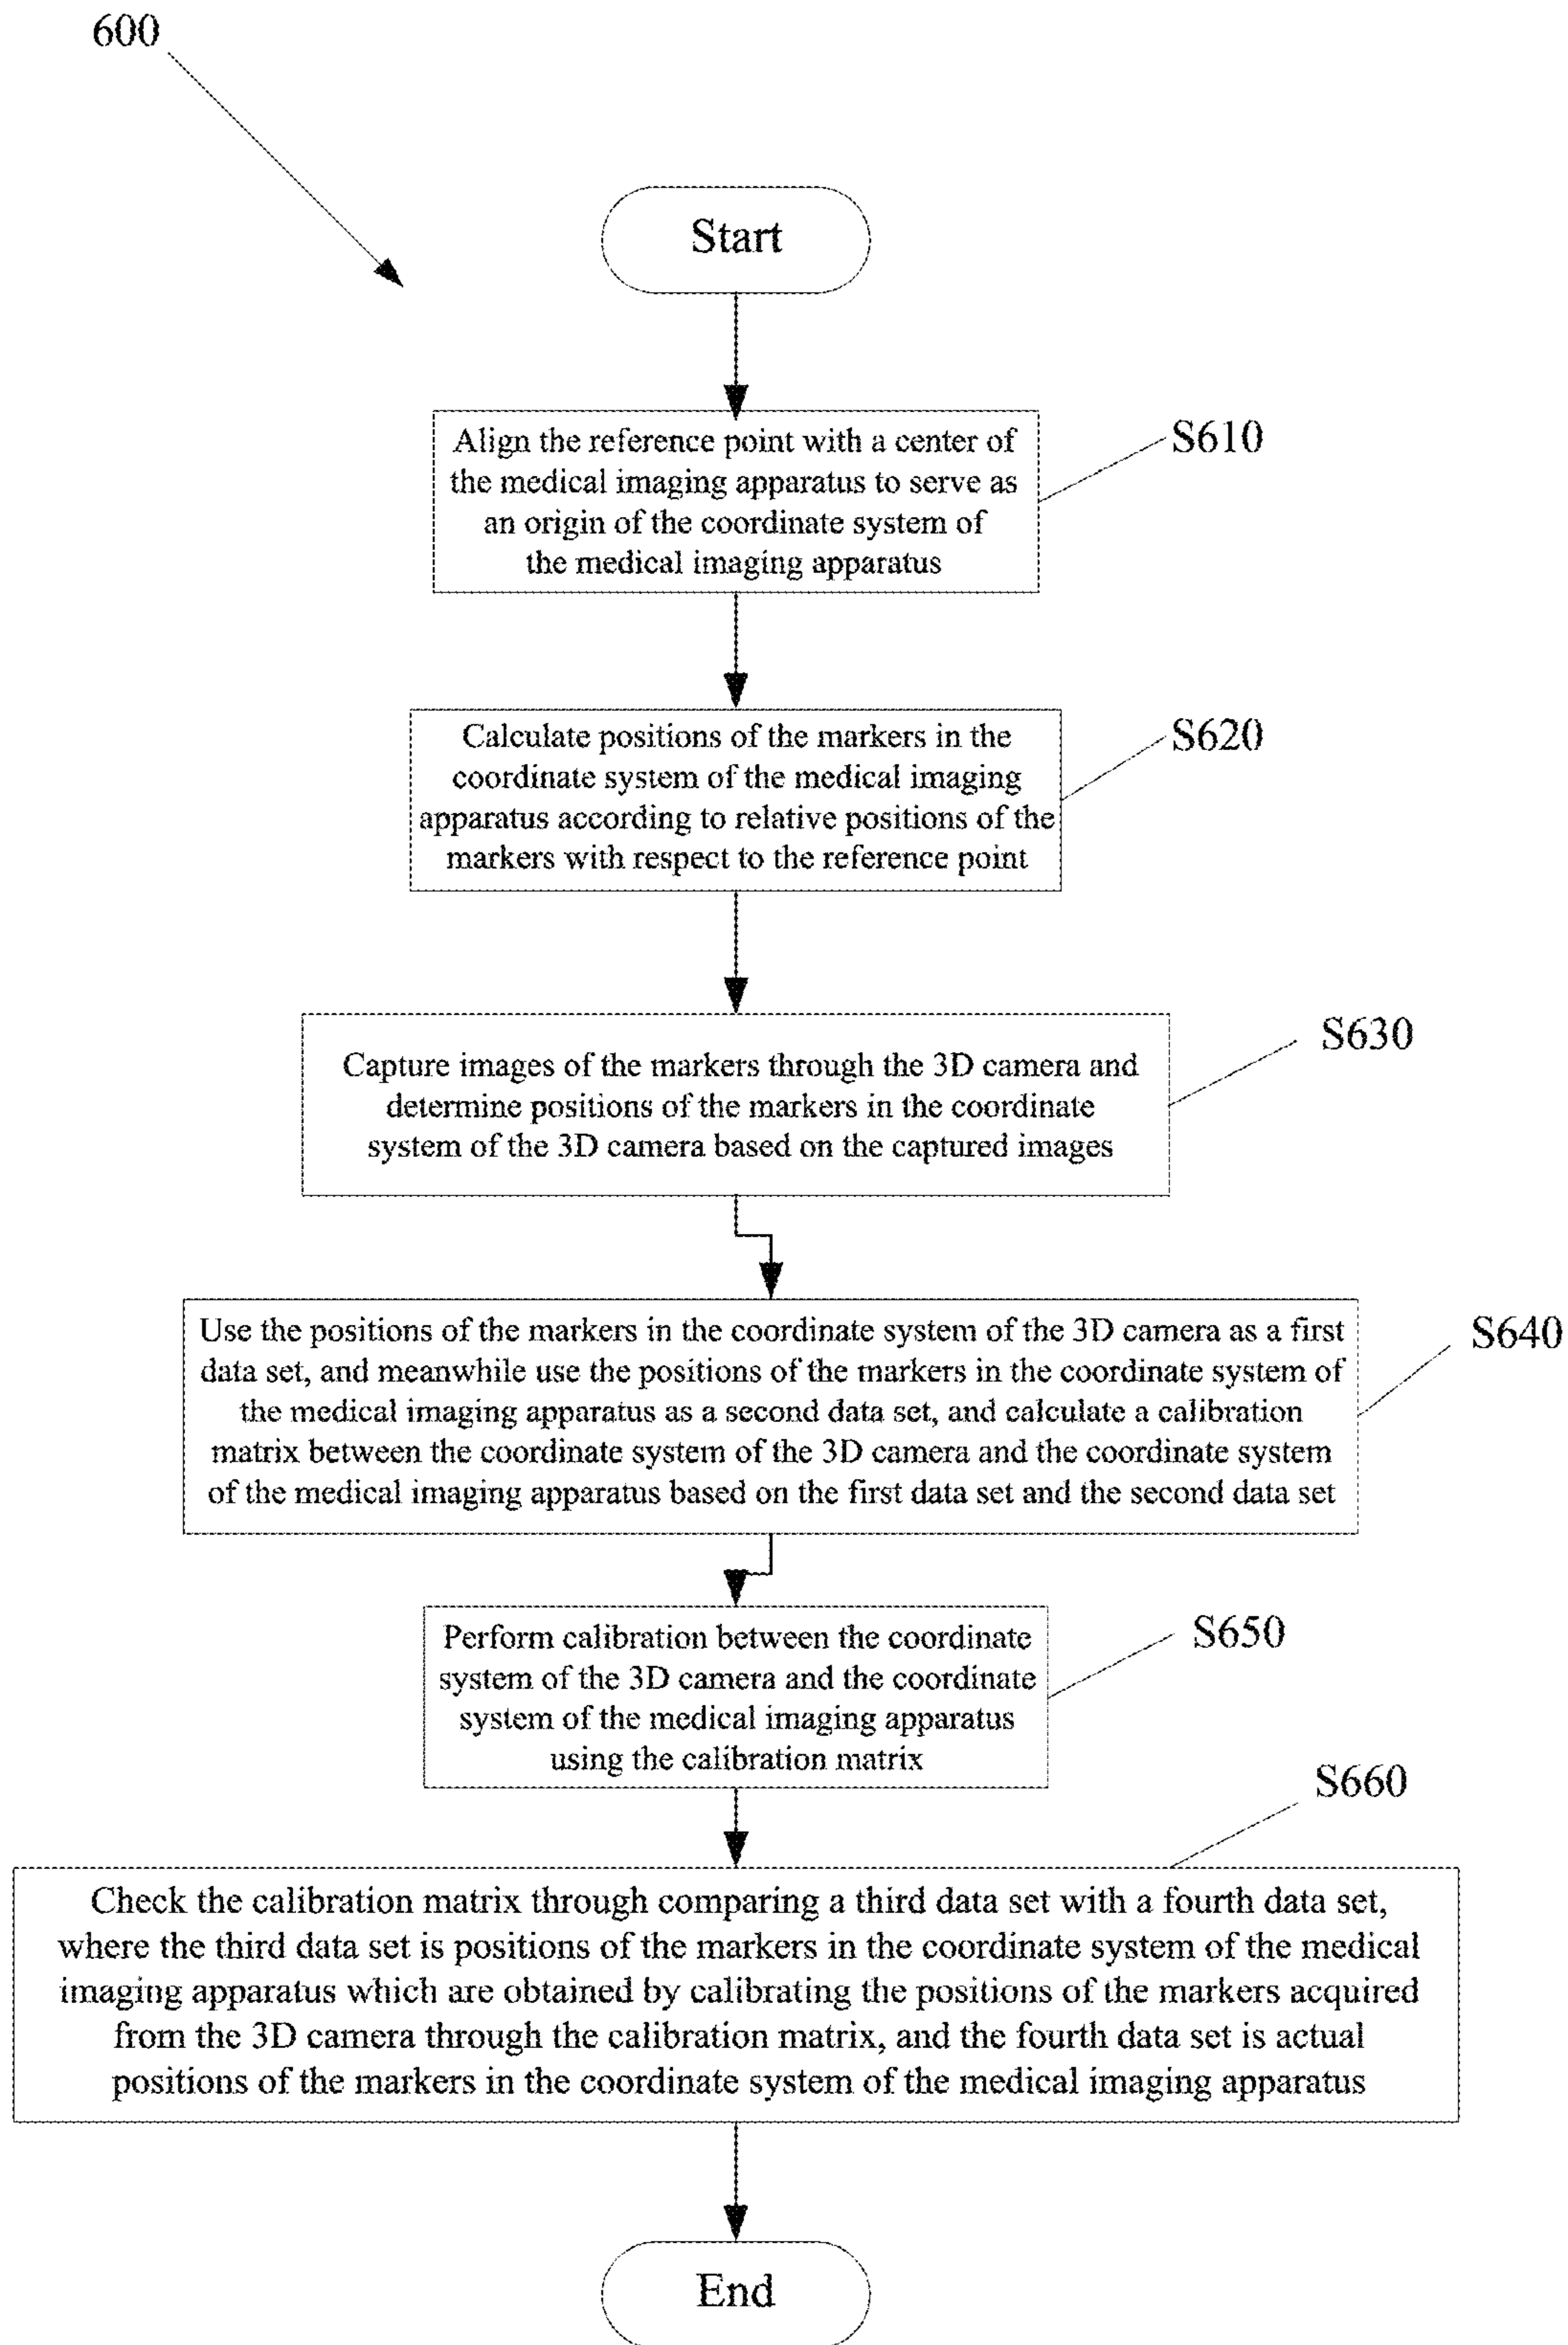 600
Start
Align the reference point with a center of
the medical imaging apparatus to serve as
an origin of the coordinate system of
the medical imaging apparatus
S610
Calculate positions of the markers in the
coordinate system of the medical imaging
apparatus according to relative positions of the
markers with respect to the reference point
S620
Capture images of the markers through the 3D camera and
determine positions of the markers in the coordinate
system of the 3D camera based on the captured images
S630
Use the positions of the markers in the coordinate system of the 3D camera as a first
data set, and meanwhile use the positions of the markers in the coordinate system of
the medical imaging apparatus as a second data set, and calculate a calibration
matrix between the coordinate system of the 3D camera and the coordinate system
of the medical imaging apparatus based on the first data set and the second data set
S640
Perform calibration between the coordinate
system of the 3D camera and the coordinate
system of the medical imaging apparatus
using the calibration matrix
S650
S660
Check the calibration matrix through comparing a third data set with a fourth data set,
where the third data set is positions of the markers in the coordinate system of the medical
imaging apparatus which are obtained by calibrating the positions of the markers acquired
from the 3D camera through the calibration matrix, and the fourth data set is actual
positions of the markers in the coordinate system of the medical imaging apparatus
End